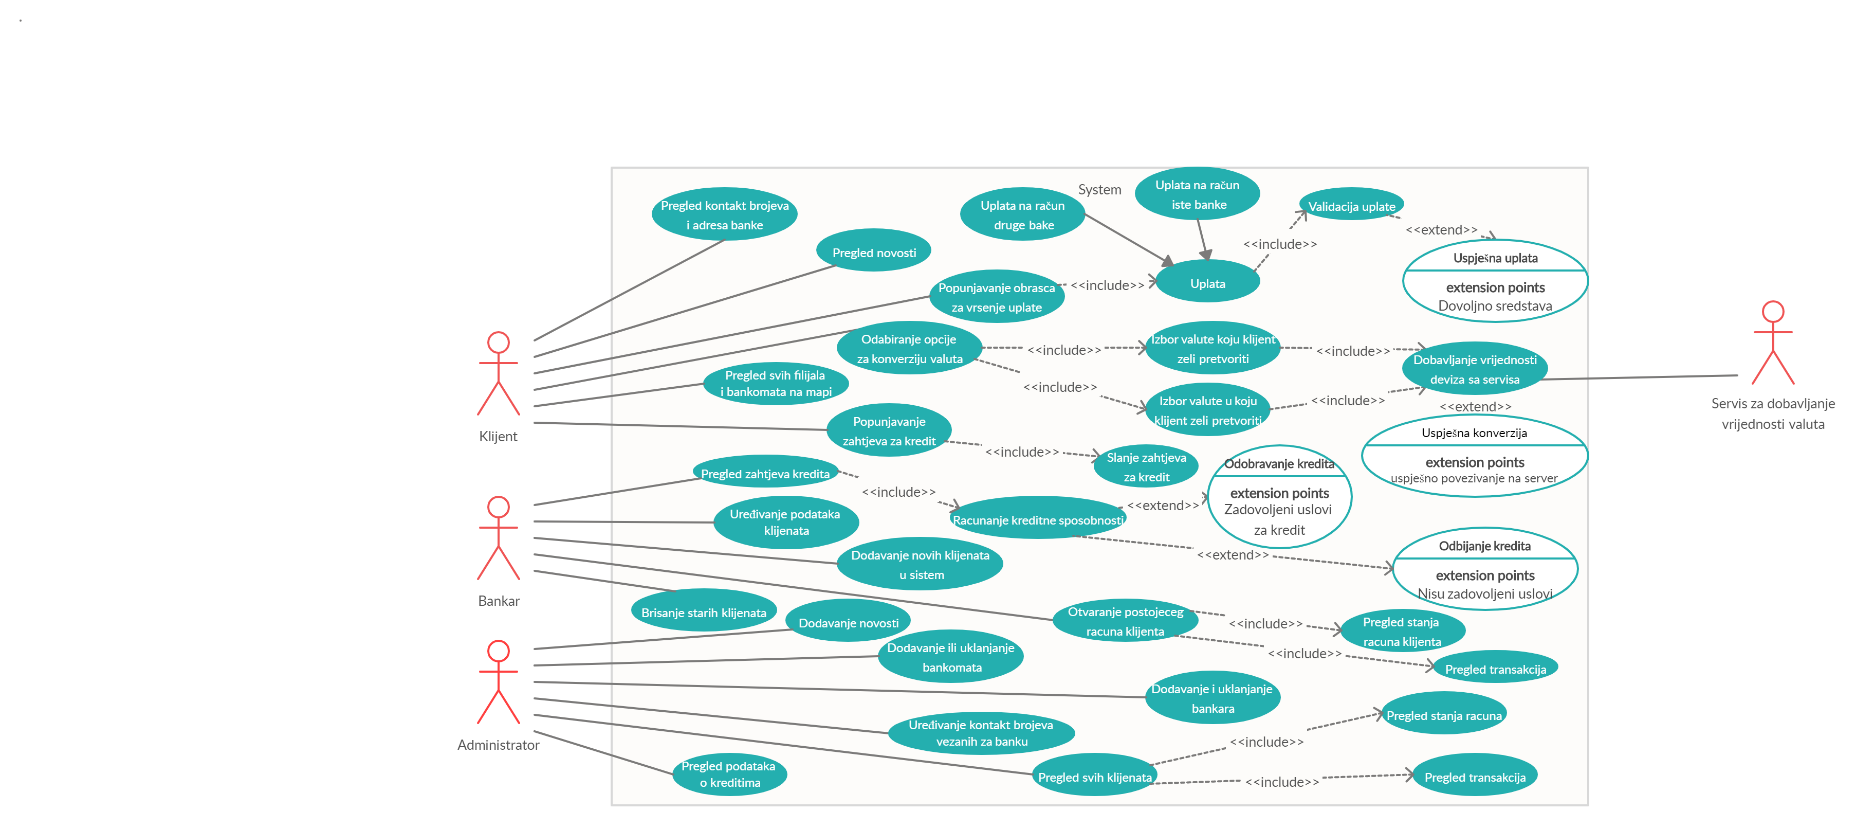 System
Pregled kontakt brojeva
i adresa banke
Uplata na račun
druge bake
Uplata na račun
iste banke
Validacija uplate
<<include>>
<<extend>>
Pregled novosti
Uspješna uplata
extension points
Dovoljno sredstava
Popunjavanje obrasca
za vrsenje uplate
<<include>>
Uplata
Odabiranje opcije
za konverziju valuta
<<include>>
Izbor valute koju klijent
zeli pretvoriti
<<include>>
Dobavljanje vrijednosti
deviza sa servisa
Pregled svih filijala
i bankomata na mapi
<<include>>
Izbor valute u koju
klijent zeli pretvoriti
<<include>>
<<extend>>
Servis za dobavljanje
vrijednosti valuta
Klijent
Popunjavanje
zahtjeva za kredit
<<include>>
Slanje zahtjeva
za kredit
Uspješna konverzija
extension points
uspješno povezivanje na server
Pregled zahtjeva kredita
<<include>>
Odobravanje kredita
extension points
Zadovoljeni uslovi
za kredit
Uređivanje podataka
klijenata
Racunanje kreditne sposobnosti
<<extend>>
<<extend>>
Odbijanje kredita
extension points
Nisu zadovoljeni uslovi
Dodavanje novih klijenata
u sistem
Bankar
Brisanje starih klijenata
Dodavanje novosti
Otvaranje postojeceg
racuna klijenta
<<include>>
Pregled stanja
racuna klijenta
<<include>>
Pregled transakcija
Dodavanje ili uklanjanje
bankomata
Dodavanje i uklanjanje
bankara
Administrator
Uređivanje kontakt brojeva
vezanih za banku
<<include>>
Pregled stanja racuna
Pregled podataka
o kreditima
Pregled svih klijenata
<<include>>
Pregled transakcija